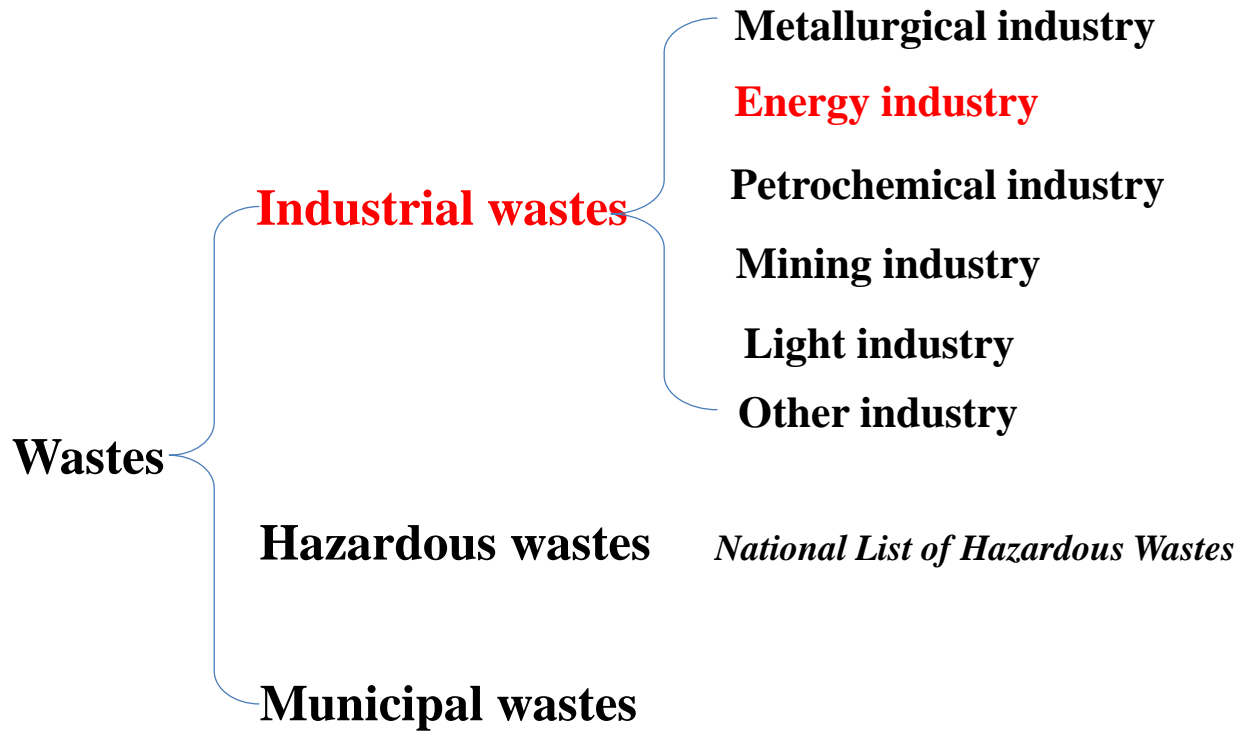 Metallurgical industry
Energy industry
Petrochemical industry
Industrial wastes
Mining industry
Light industry
Other industry
Wastes
Hazardous wastes
National List of Hazardous Wastes
Municipal wastes